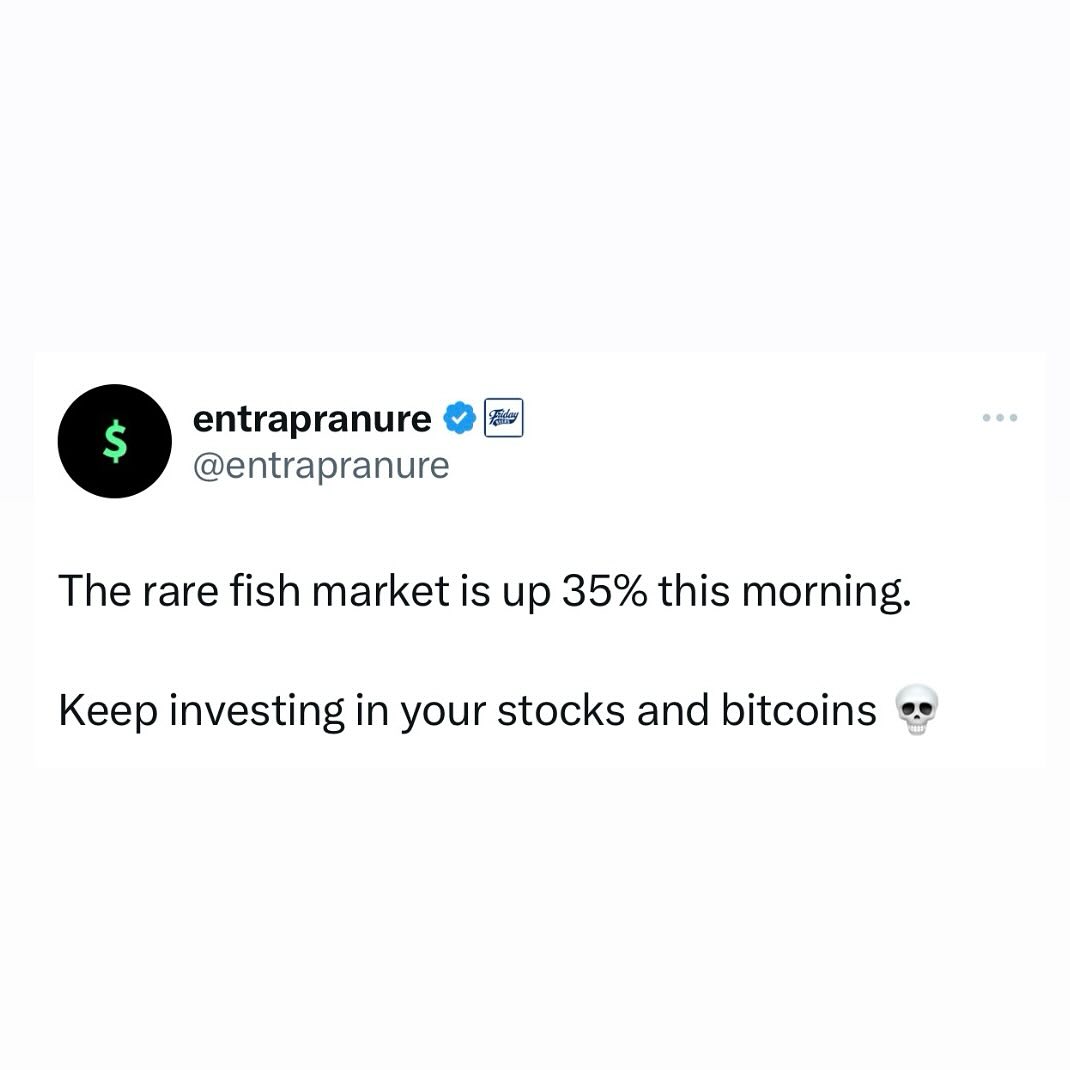 entrapranure
Friday
@entrapranure
The rare fish market is up 35% this morning.
Keep investing in your stocks and bitcoins 💀